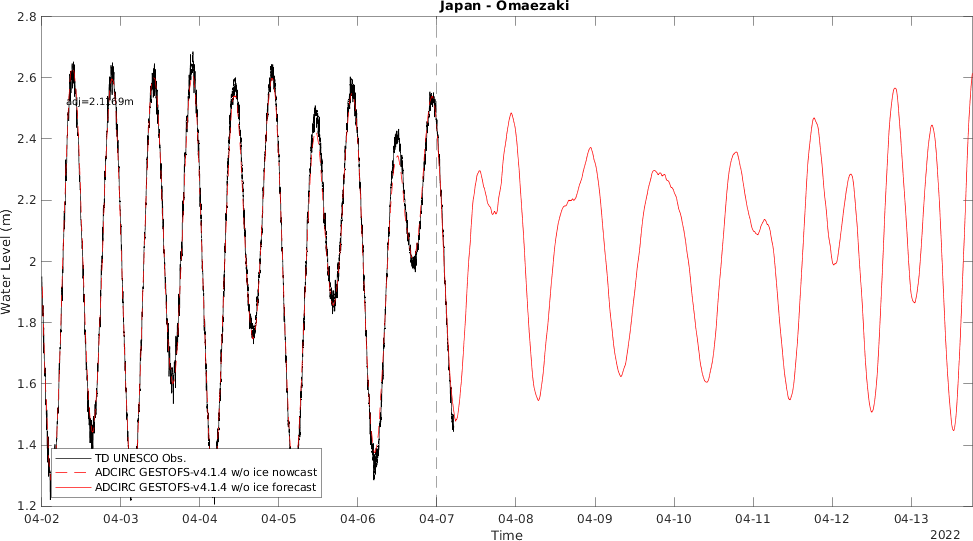 Japan - Omaezaki
2.8
2.6
2.4
2.2
2
1.8
1.6
1.4
1.2
Water Level (m)
adj=2.1169m
TD UNESCO Obs.
ADCIRC GESTOFS-v4.1.4 w/o ice nowcast
ADCIRC GESTOFS-v4.1.4 w/o ice forecast
04-02 04-03 04-04 04-05 04-06 04-07 04-08 04-09 04-10 04-11 04-12 04-13
Time
2022